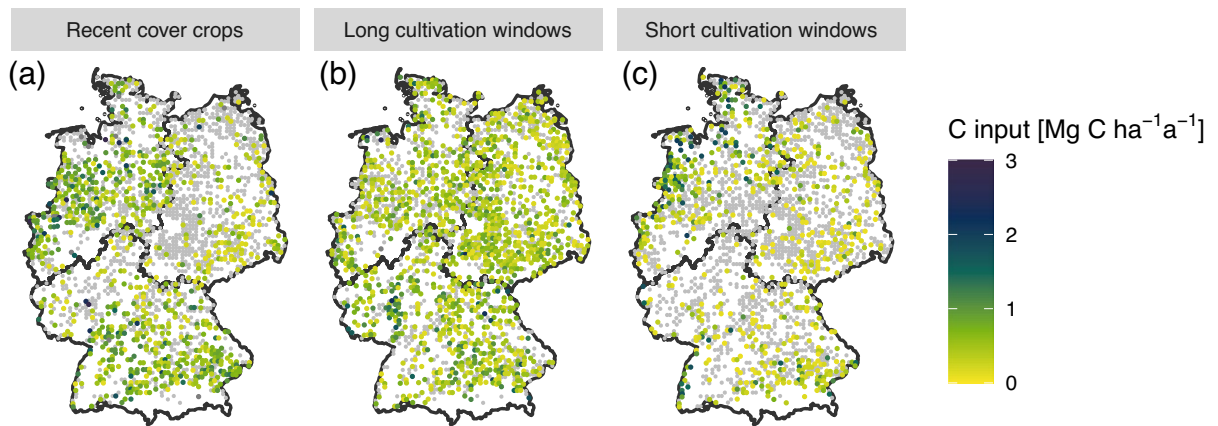 Recent cover crops
Long cultivation windows
Short cultivation windows
(a)
(b)
(c)
C input [Mg C ha⁻¹a⁻¹]
3
2
1
0